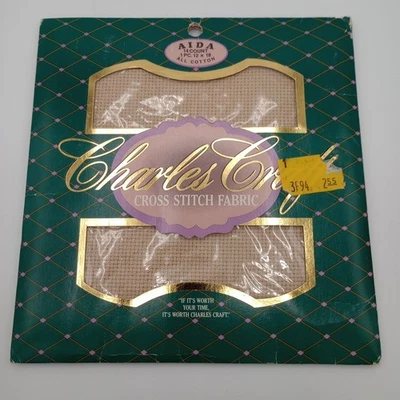 AIDA
14 COUNT
1 PC. 12 x 18
ALL COTTON
Charles Craft
CROSS STITCH FABRIC
Y
3F94 255
"IF IT'S WORTH
YOUR TIME,
IT'S WORTH CHARLES CRAFT."